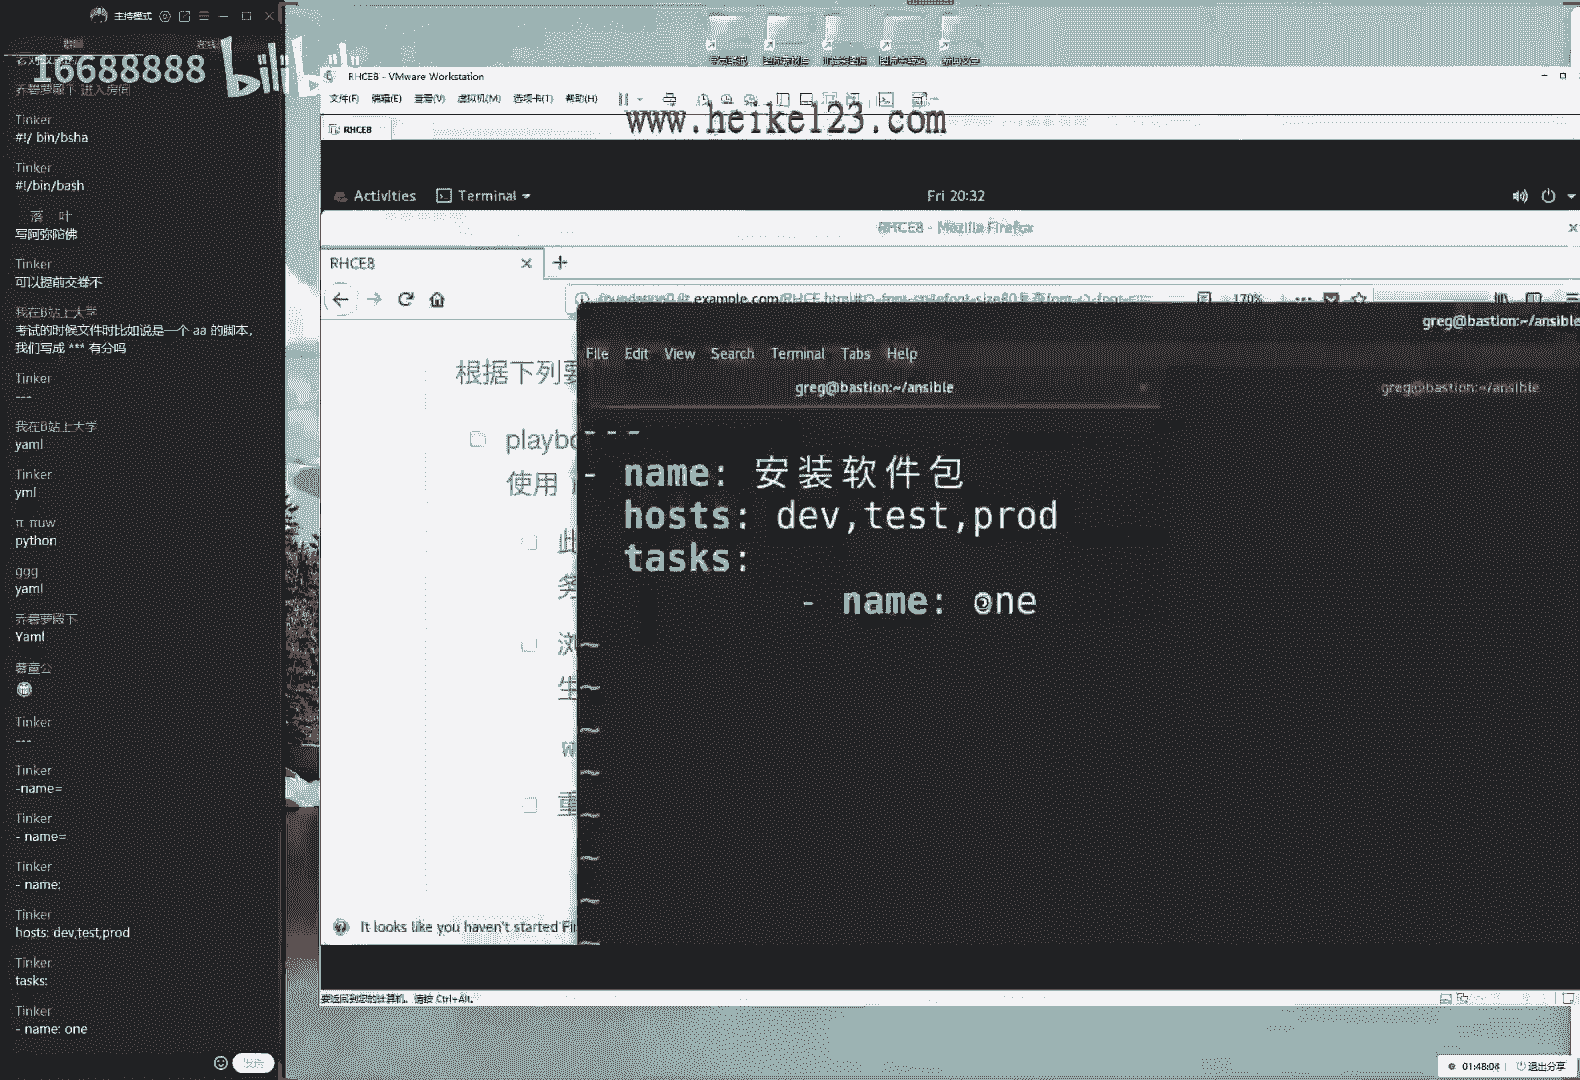 主持模式
16688888
bilibili
乔碧萝殿下 进入房间
Tinker
#!/ bin/bsha
Tinker
#!/bin/bash
落 叶
写阿弥陀佛
Tinker
可以提前交卷不
我在B站上大学
考试的时候文件时比如说是一个 aa 的脚本,
我们写成 *** 有分吗
Tinker
---
我在B站上大学
yaml
Tinker
yml
π_πuw
python
ggg
yaml
乔碧萝殿下
Yaml
Tinker
---
Tinker
-name=
Tinker
- name=
Tinker
- name:
Tinker
hosts: dev,test,prod
Tinker
tasks:
Tinker
- name: one
发送
RHCE8 - VMware Workstation
文件(F) 编辑(E) 查看(V) 虚拟机(M) 选项卡(T) 帮助(H)
www.heike123.com
RHCE8
Activities
Terminal
Fri 20:32
RHCE8 - Mozilla Firefox
RHCE8
example.com
170%
根据下列要
playbo
使用
It looks like you haven't started Fi
greg@bastion:~/ansible
File Edit View Search Terminal Tabs Help
greg@bastion:~/ansible
greg@bastion:~/ansible
---
- name: 安装软件包
hosts: dev,test,prod
tasks:
- name: one
~
~
~
~
~
~
~
~
要返回到您的计算机，请按 Ctrl+Alt。
01:48:04
退出分享